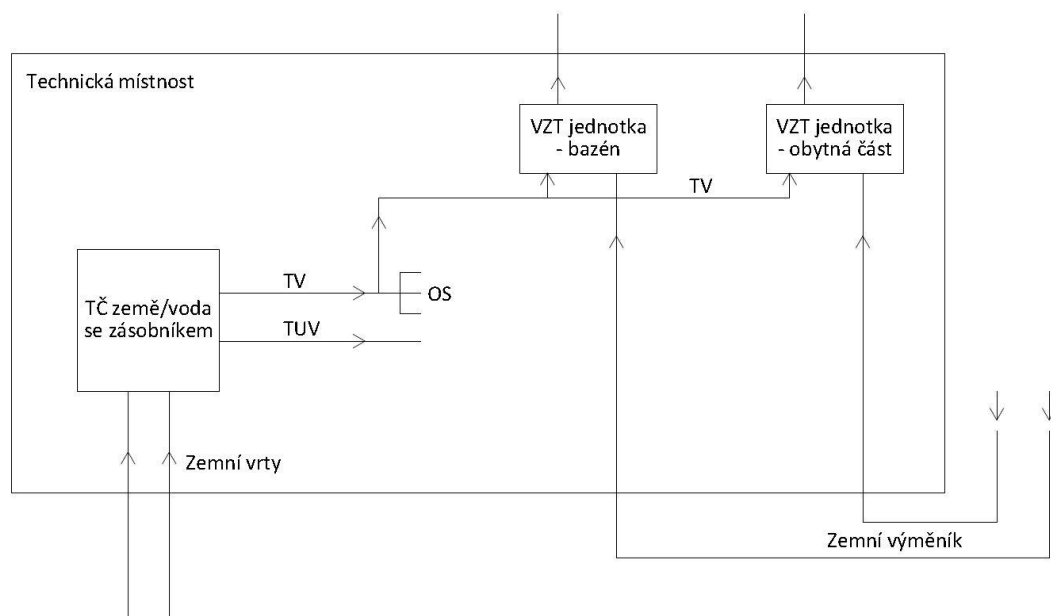 Technická místnost
VZT jednotka
- bazén
VZT jednotka
- obytná část
TV
TČ země/voda
se zásobníkem
TV
OS
TUV
Zemní vrty
Zemní výměník